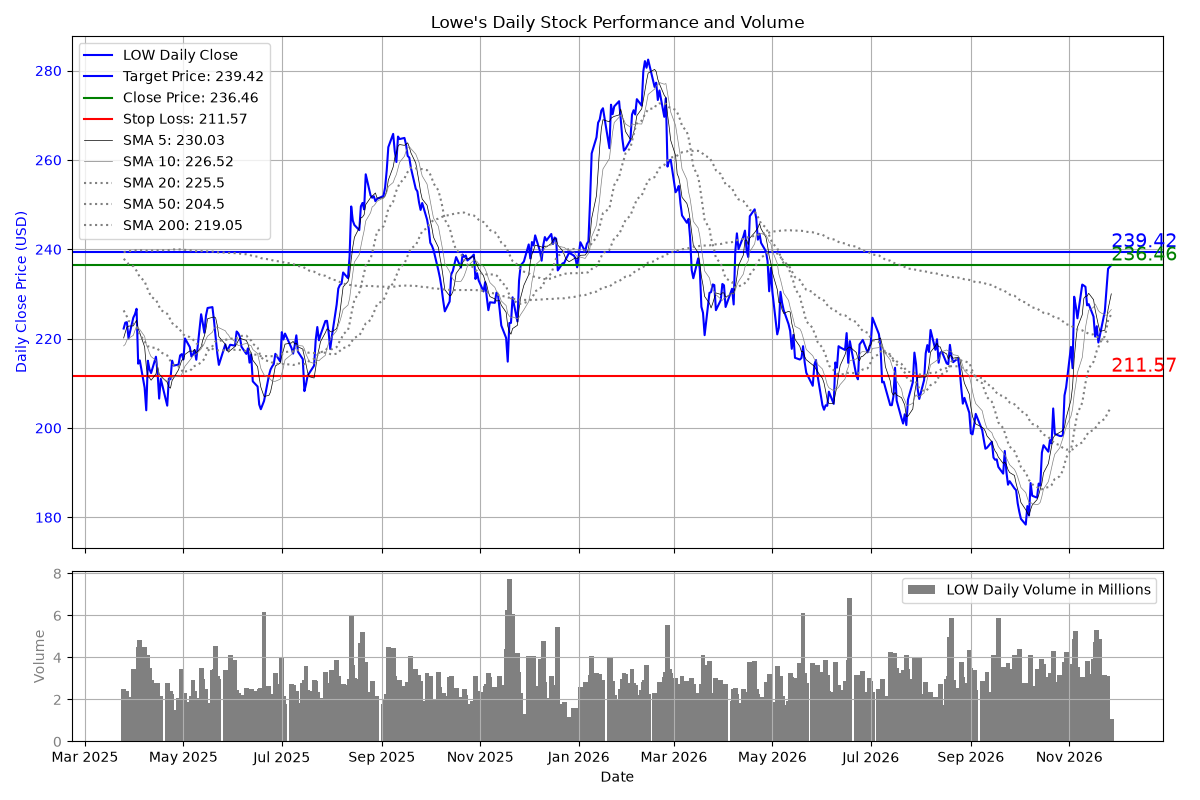 Lowe's Daily Stock Performance and Volume
LOW Daily Close
Target Price: 239.42
Close Price: 236.46
Stop Loss: 211.57
SMA 5: 230.03
SMA 10: 226.52
SMA 20: 225.5
SMA 50: 204.5
SMA 200: 219.05
Daily Close Price (USD)
280
260
240
220
200
180
239.42
236.46
211.57
LOW Daily Volume in Millions
Volume
8
6
4
2
0
Mar 2025 May 2025 Jul 2025 Sep 2025 Nov 2025 Jan 2026 Mar 2026 May 2026 Jul 2026 Sep 2026 Nov 2026
Date